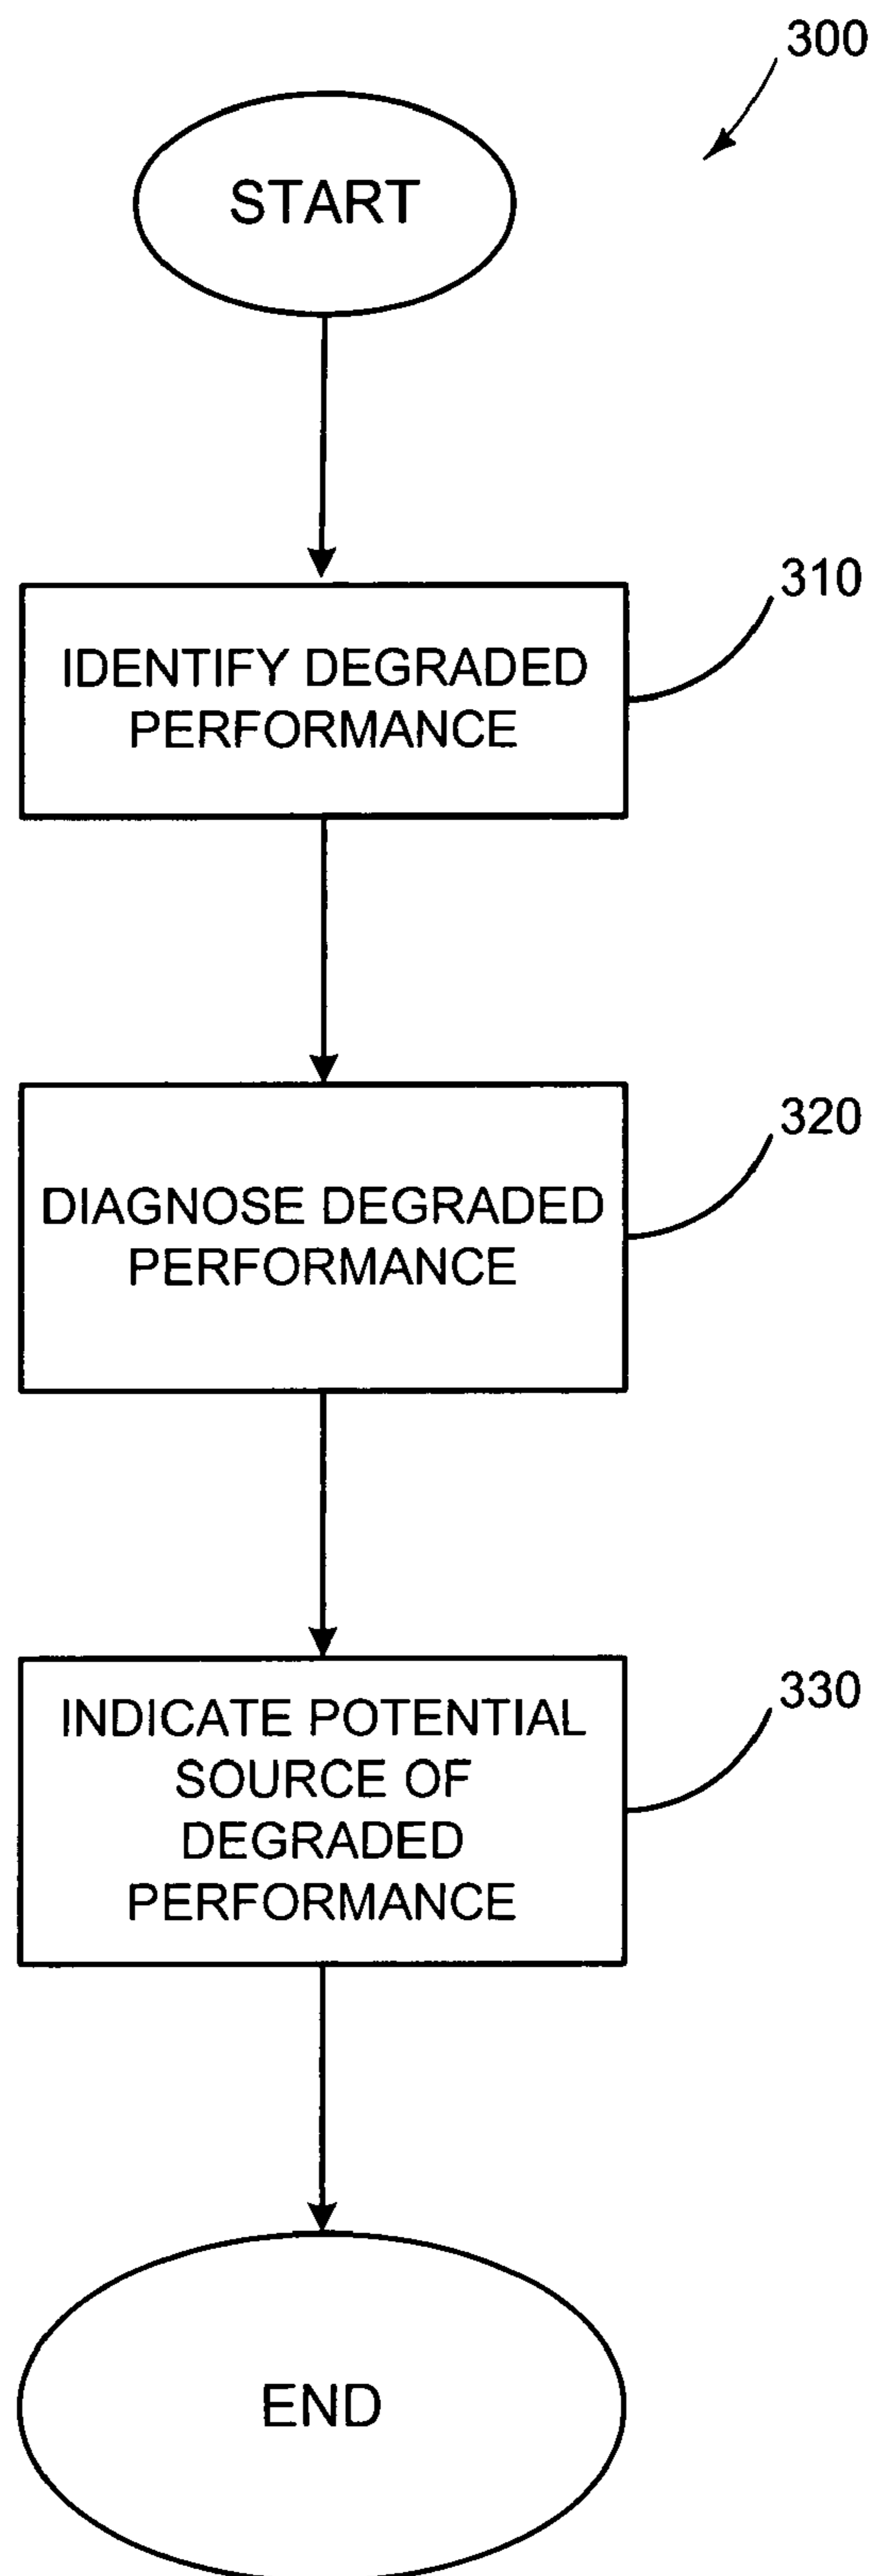 300
START
310
IDENTIFY DEGRADED
PERFORMANCE
320
DIAGNOSE DEGRADED
PERFORMANCE
330
INDICATE POTENTIAL
SOURCE OF
DEGRADED
PERFORMANCE
END